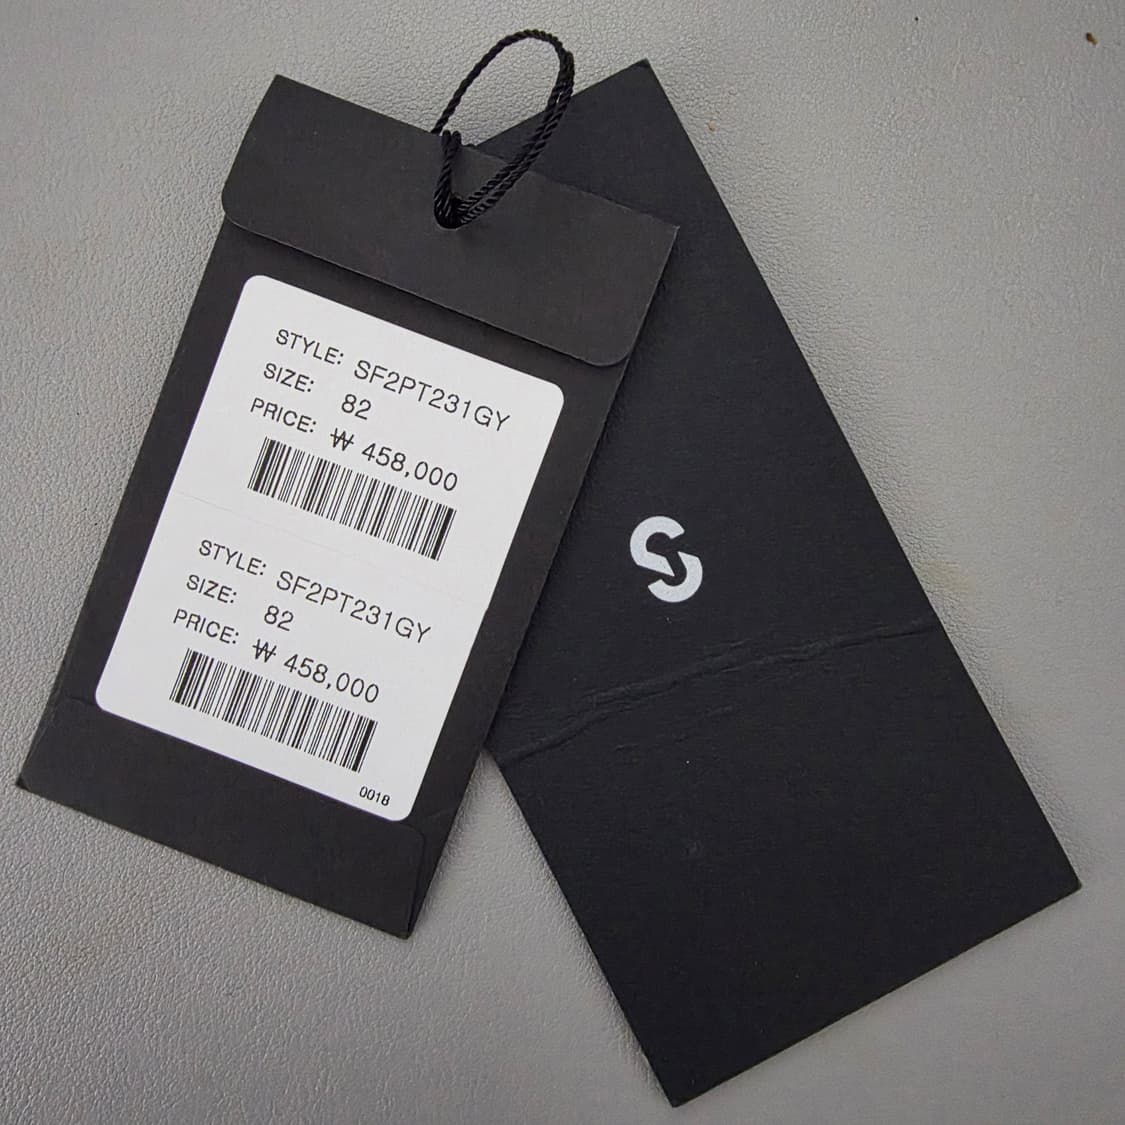 STYLE: SF2PT231GY
SIZE: 82
PRICE: ₩ 458,000
STYLE: SF2PT231GY
SIZE: 82
PRICE: ₩ 458,000
0018
S